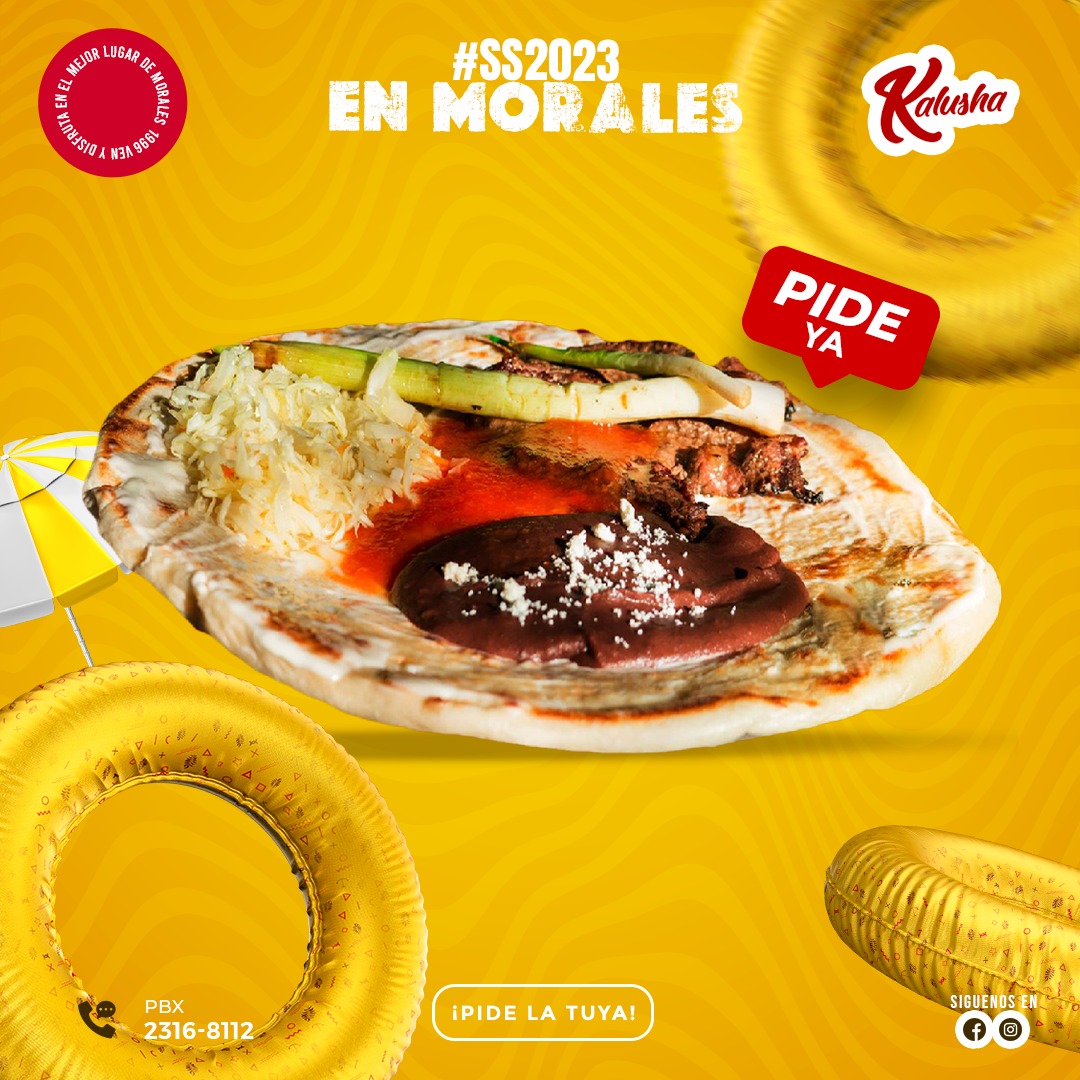 #SS2023
EN MORALES
VEN Y DISFRUTA EN EL MEJOR LUGAR DE MORALES 1996
Kalusha
PIDE
YA
PBX
2316-8112
¡PIDE LA TUYA!
SIGUENOS EN